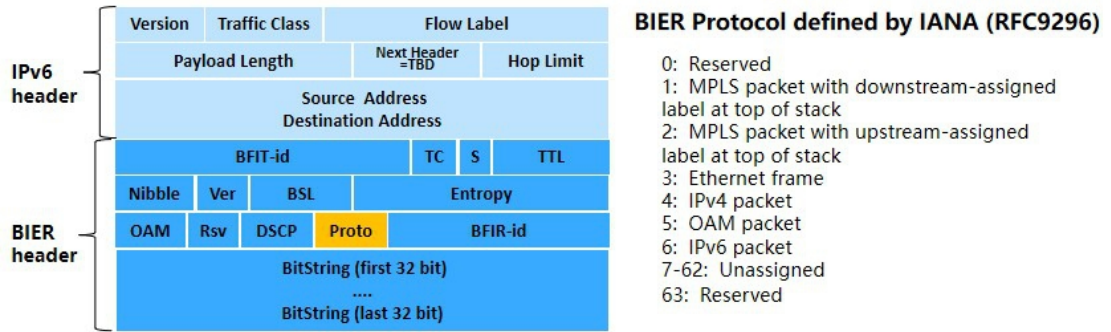 Version Traffic Class Flow Label
Payload Length Next Header =TBD Hop Limit
IPv6 header
Source Address
Destination Address
BFIT-id TC S TTL
Nibble Ver BSL Entropy
BIER header
OAM Rsv DSCP Proto BFIR-id
BitString (first 32 bit)
....
BitString (last 32 bit)
BIER Protocol defined by IANA (RFC9296)
0: Reserved
1: MPLS packet with downstream-assigned
label at top of stack
2: MPLS packet with upstream-assigned
label at top of stack
3: Ethernet frame
4: IPv4 packet
5: OAM packet
6: IPv6 packet
7-62: Unassigned
63: Reserved